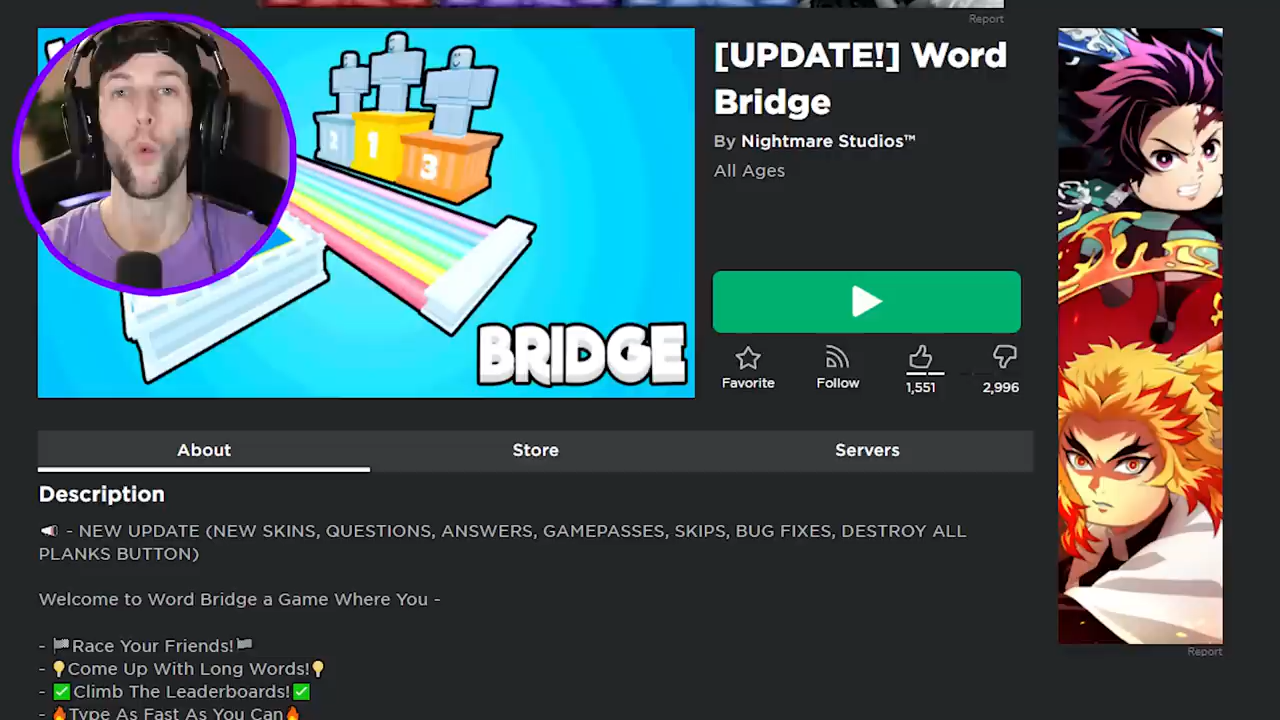 Report
[UPDATE!] Word
Bridge
By Nightmare Studios™
All Ages
2 1 3
BRIDGE
Favorite Follow 1,551 2,996
About Store Servers
Description
📢 - NEW UPDATE (NEW SKINS, QUESTIONS, ANSWERS, GAMEPASSES, SKIPS, BUG FIXES, DESTROY ALL
PLANKS BUTTON)
Welcome to Word Bridge a Game Where You -
- 🏁Race Your Friends!🏁
- 💡Come Up With Long Words!💡
- ✅Climb The Leaderboards!✅
- 🔥Type As Fast As You Can🔥
Report